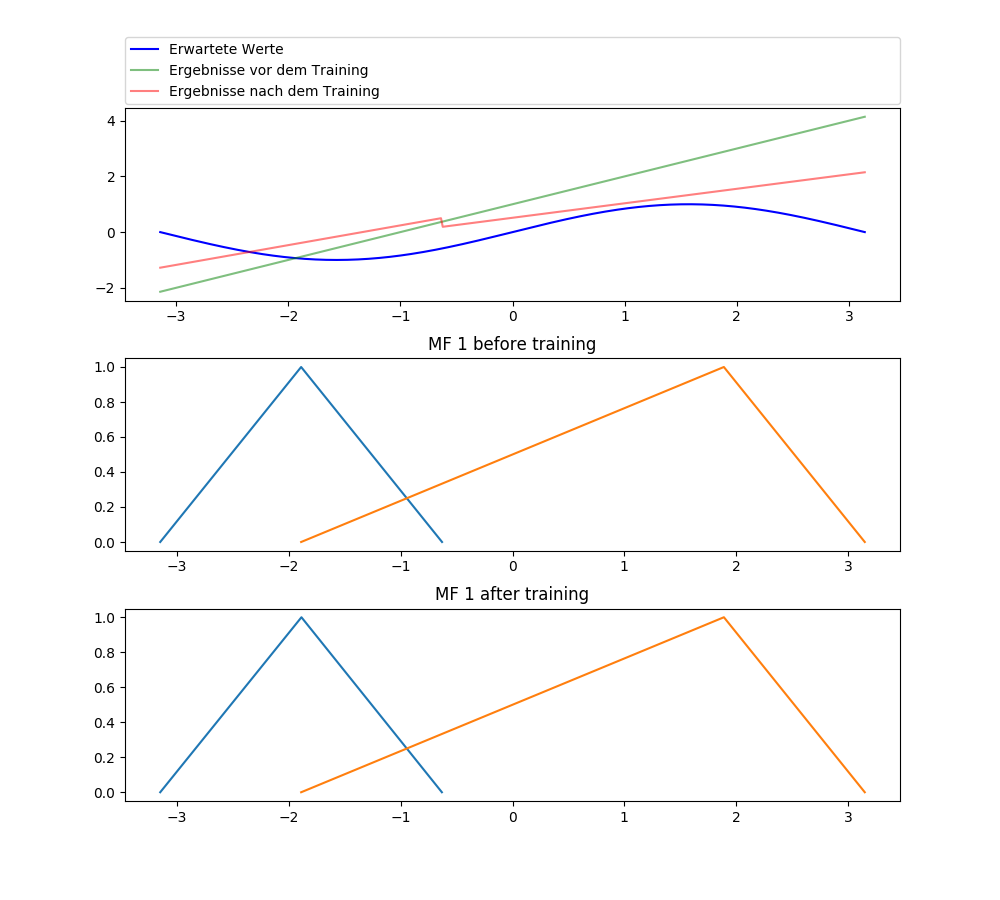 Erwartete Werte
Ergebnisse vor dem Training
Ergebnisse nach dem Training
4
2
0
−2
−3 −2 −1 0 1 2 3
MF 1 before training
1.0
0.8
0.6
0.4
0.2
0.0
−3 −2 −1 0 1 2 3
MF 1 after training
1.0
0.8
0.6
0.4
0.2
0.0
−3 −2 −1 0 1 2 3